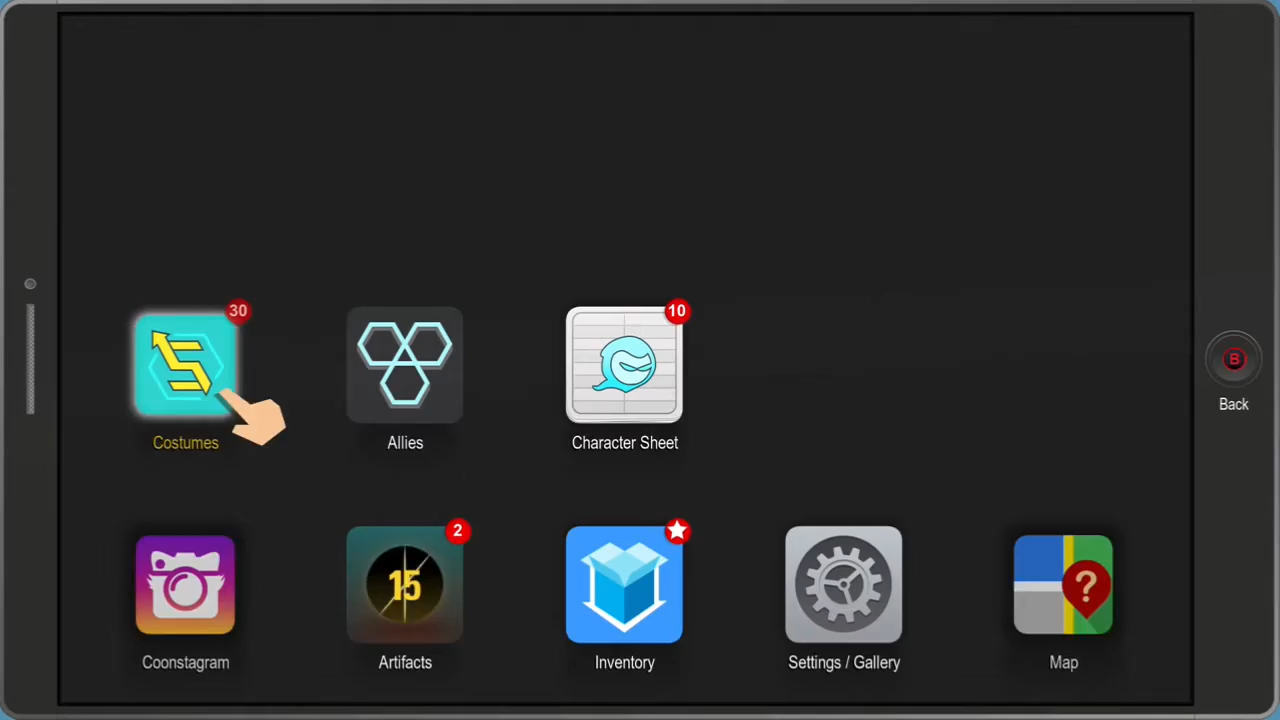 30
10
Costumes
Allies
Character Sheet
B
Back
2
15
?
Coonstagram
Artifacts
Inventory
Settings / Gallery
Map